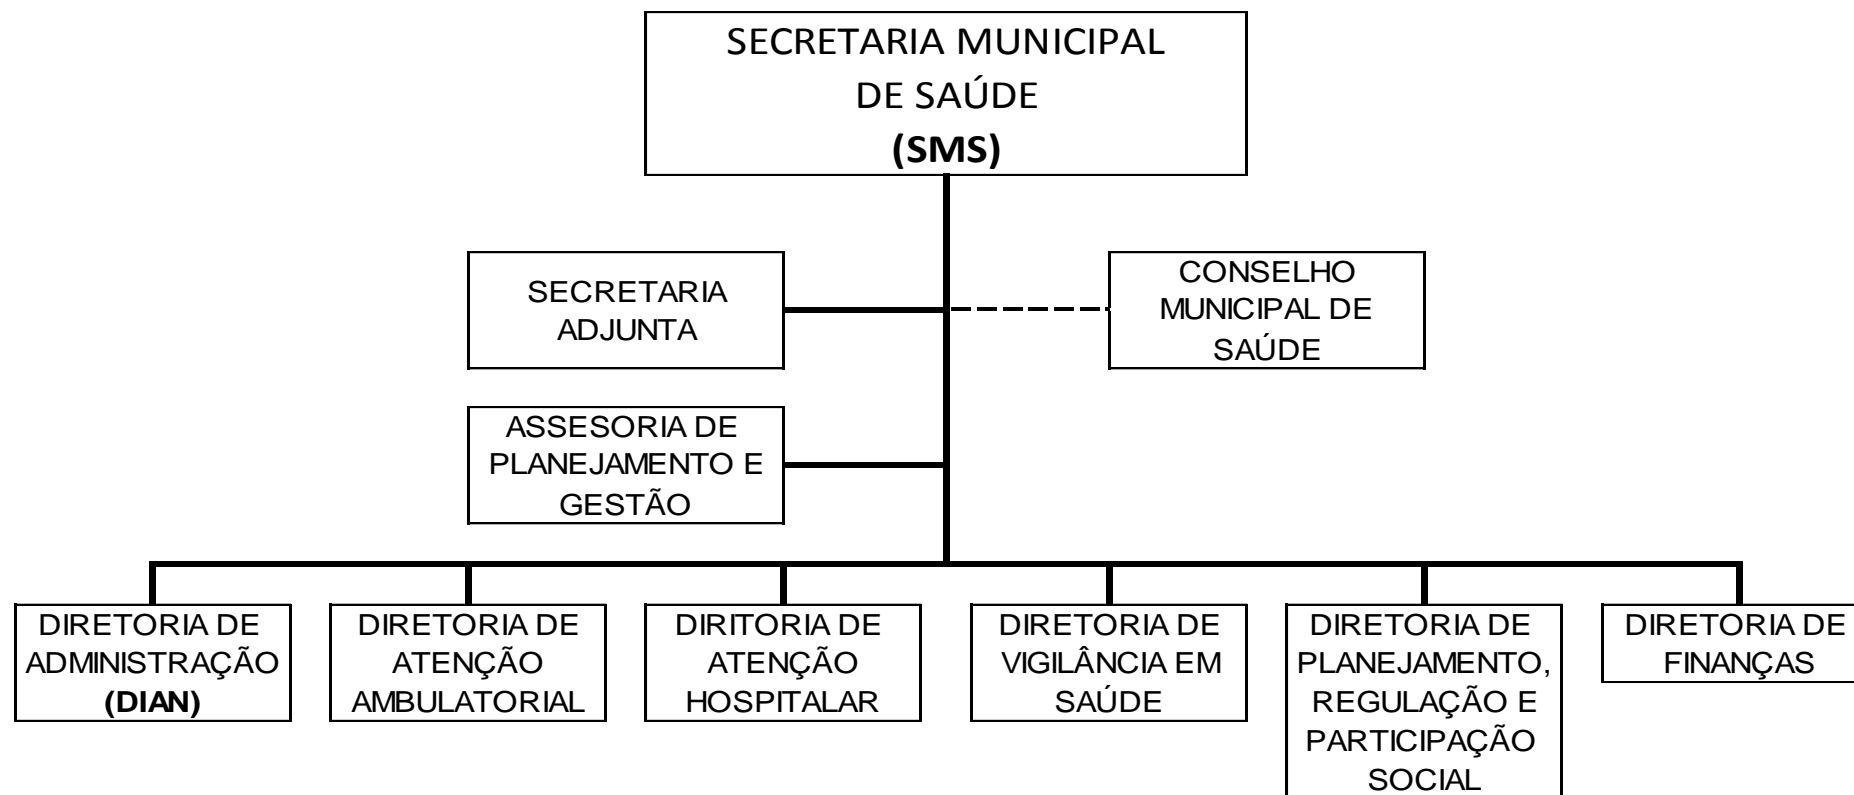 SECRETARIA MUNICIPAL
DE SAÚDE
(SMS)
SECRETARIA
ADJUNTA
CONSELHO
MUNICIPAL DE
SAÚDE
ASSESORIA DE
PLANEJAMENTO E
GESTÃO
DIRETORIA DE
ADMINISTRAÇÃO
(DIAN)
DIRETORIA DE
ATENÇÃO
AMBULATORIAL
DIRITORIA DE
ATENÇÃO
HOSPITALAR
DIRETORIA DE
VIGILÂNCIA EM
SAÚDE
DIRETORIA DE
PLANEJAMENTO,
REGULAÇÃO E
PARTICIPAÇÃO
SOCIAL
DIRETORIA DE
FINANÇAS